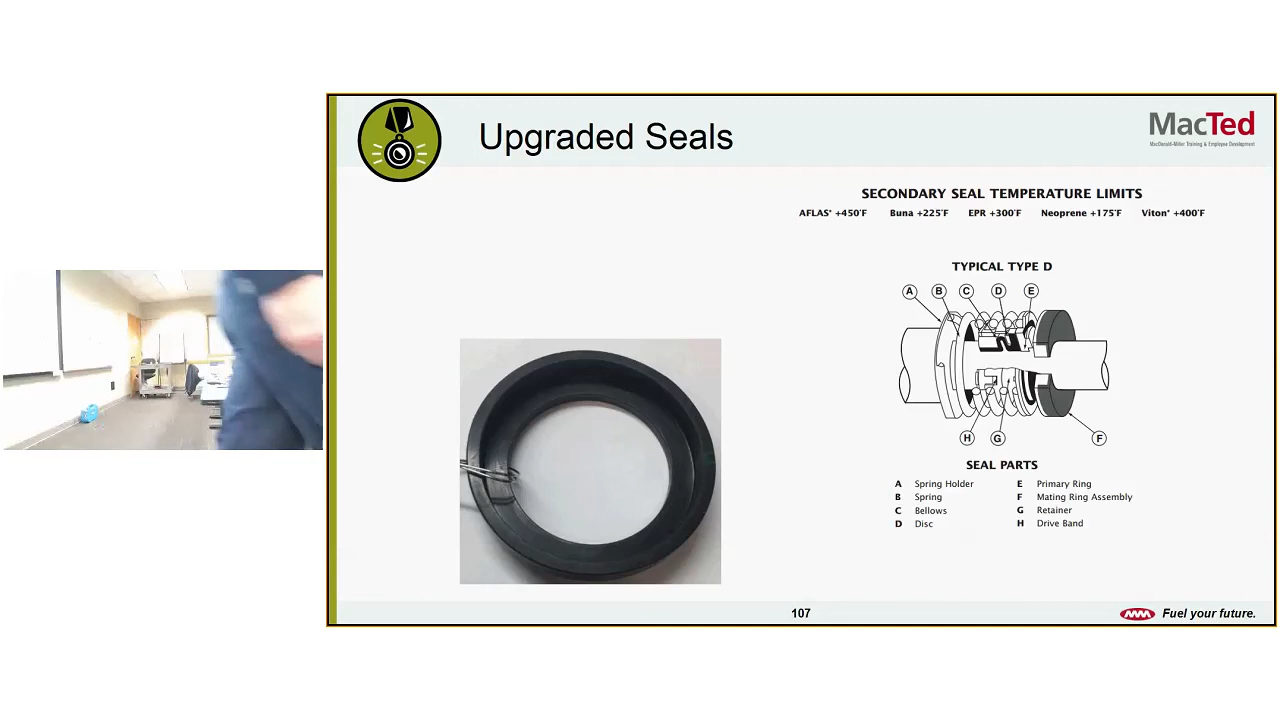 Upgraded Seals
MacTed
MacDonald-Miller Training & Employee Development
SECONDARY SEAL TEMPERATURE LIMITS
AFLAS* +450°F Buna +225°F EPR +300°F Neoprene +175°F Viton* +400°F
TYPICAL TYPE D
A B C D E
H G F
SEAL PARTS
A Spring Holder E Primary Ring
B Spring F Mating Ring Assembly
C Bellows G Retainer
D Disc H Drive Band
107
Fuel your future.